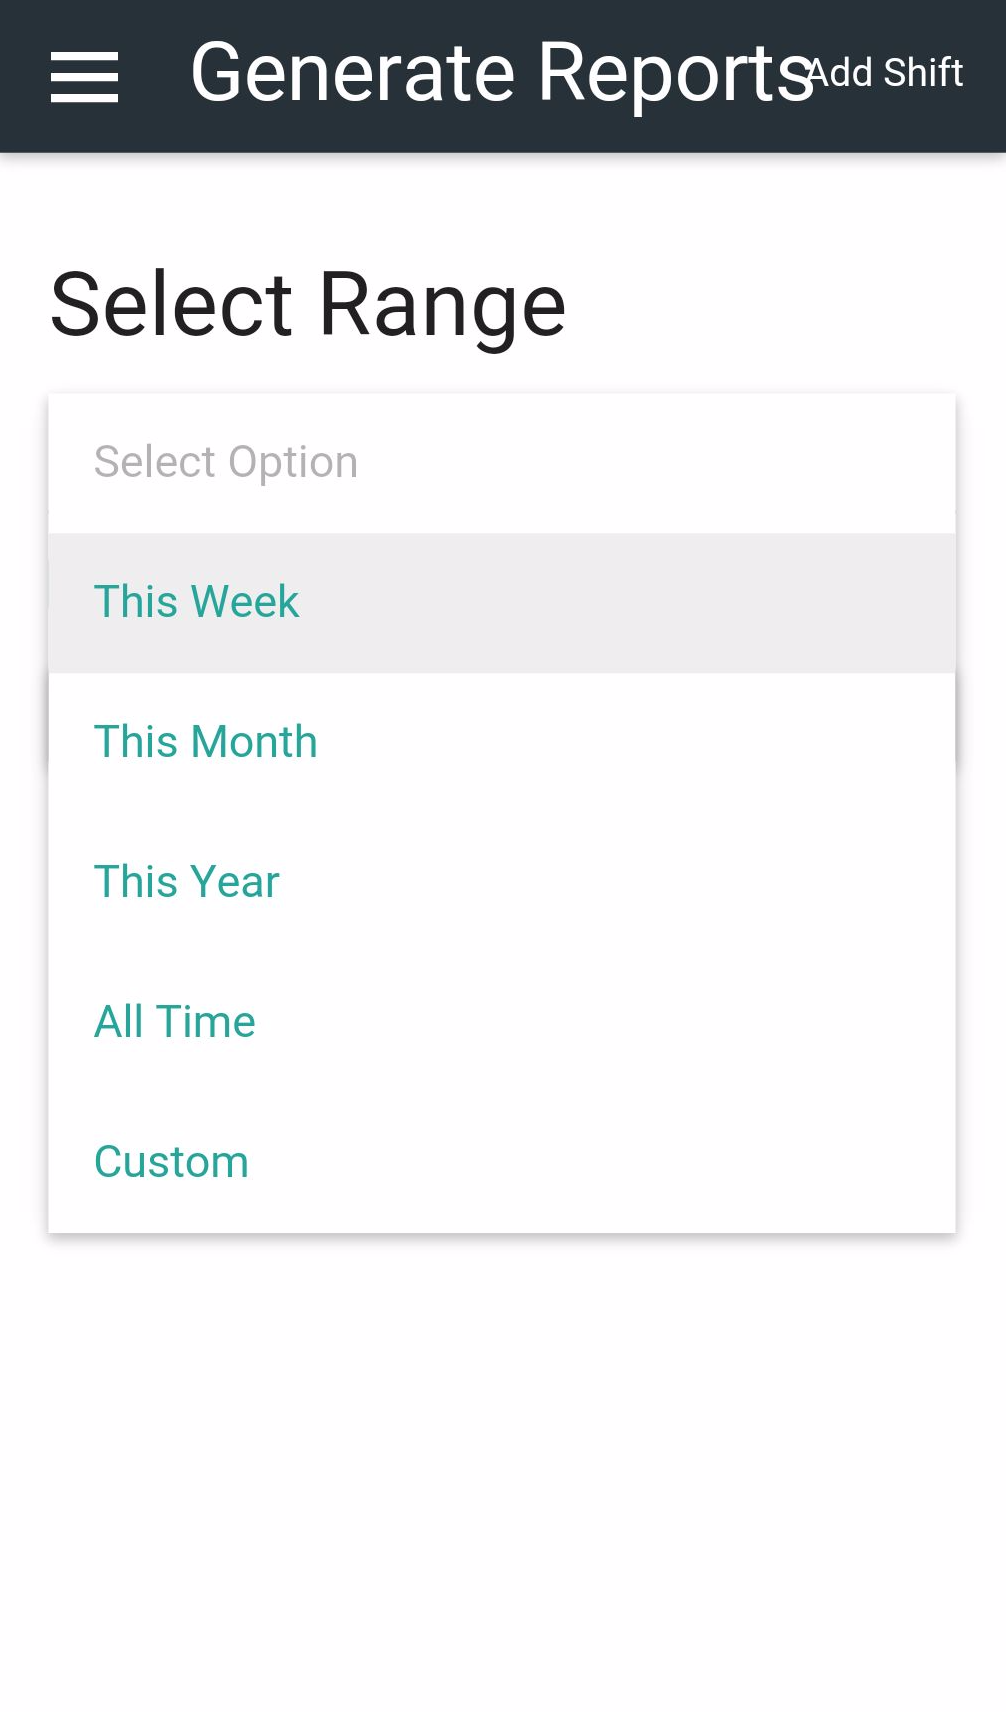 Generate Reports Add Shift
Select Range
Select Option
This Week
This Month
This Year
All Time
Custom